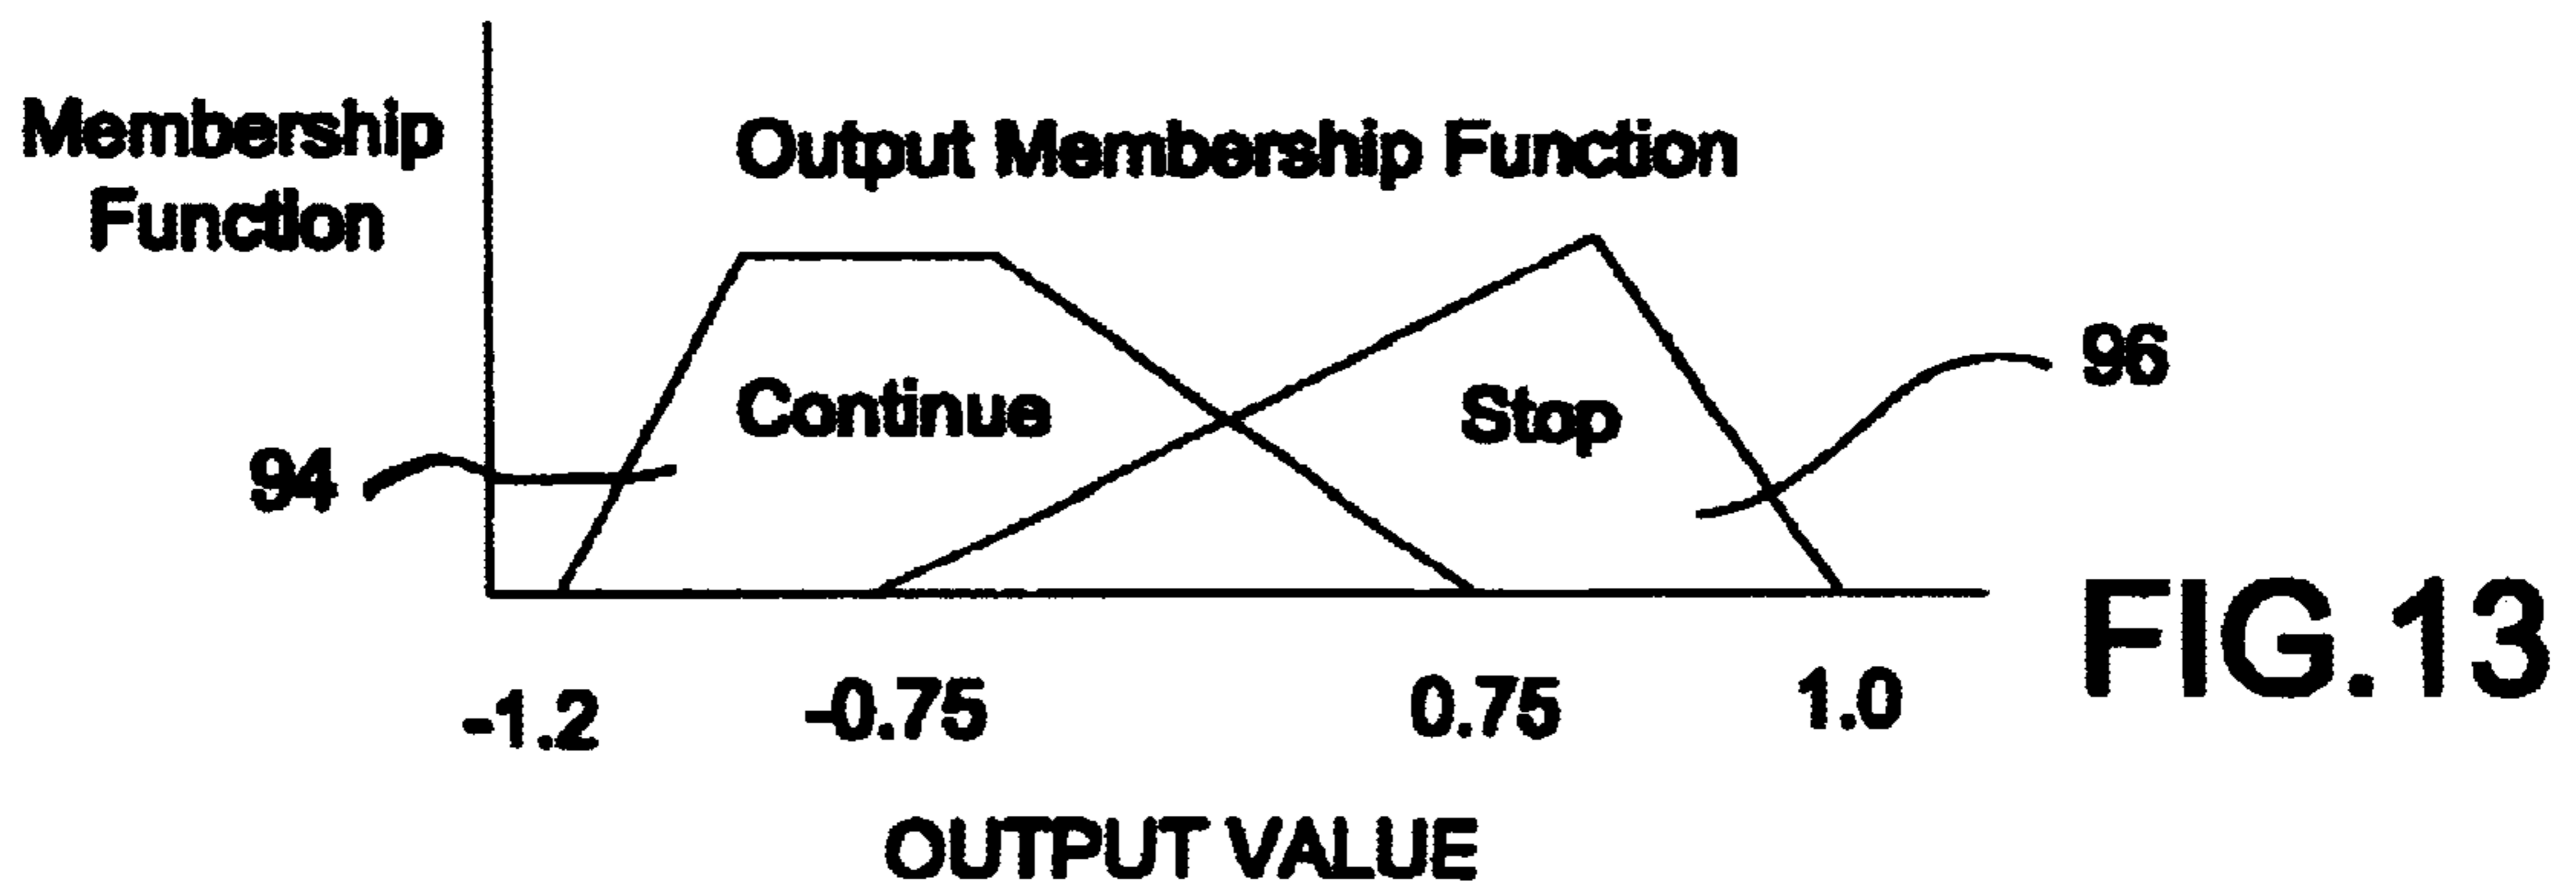 Membership
Function
Output Membership Function
Continue
Stop
94
96
-1.2
-0.75
0.75
1.0
OUTPUT VALUE
FIG.13